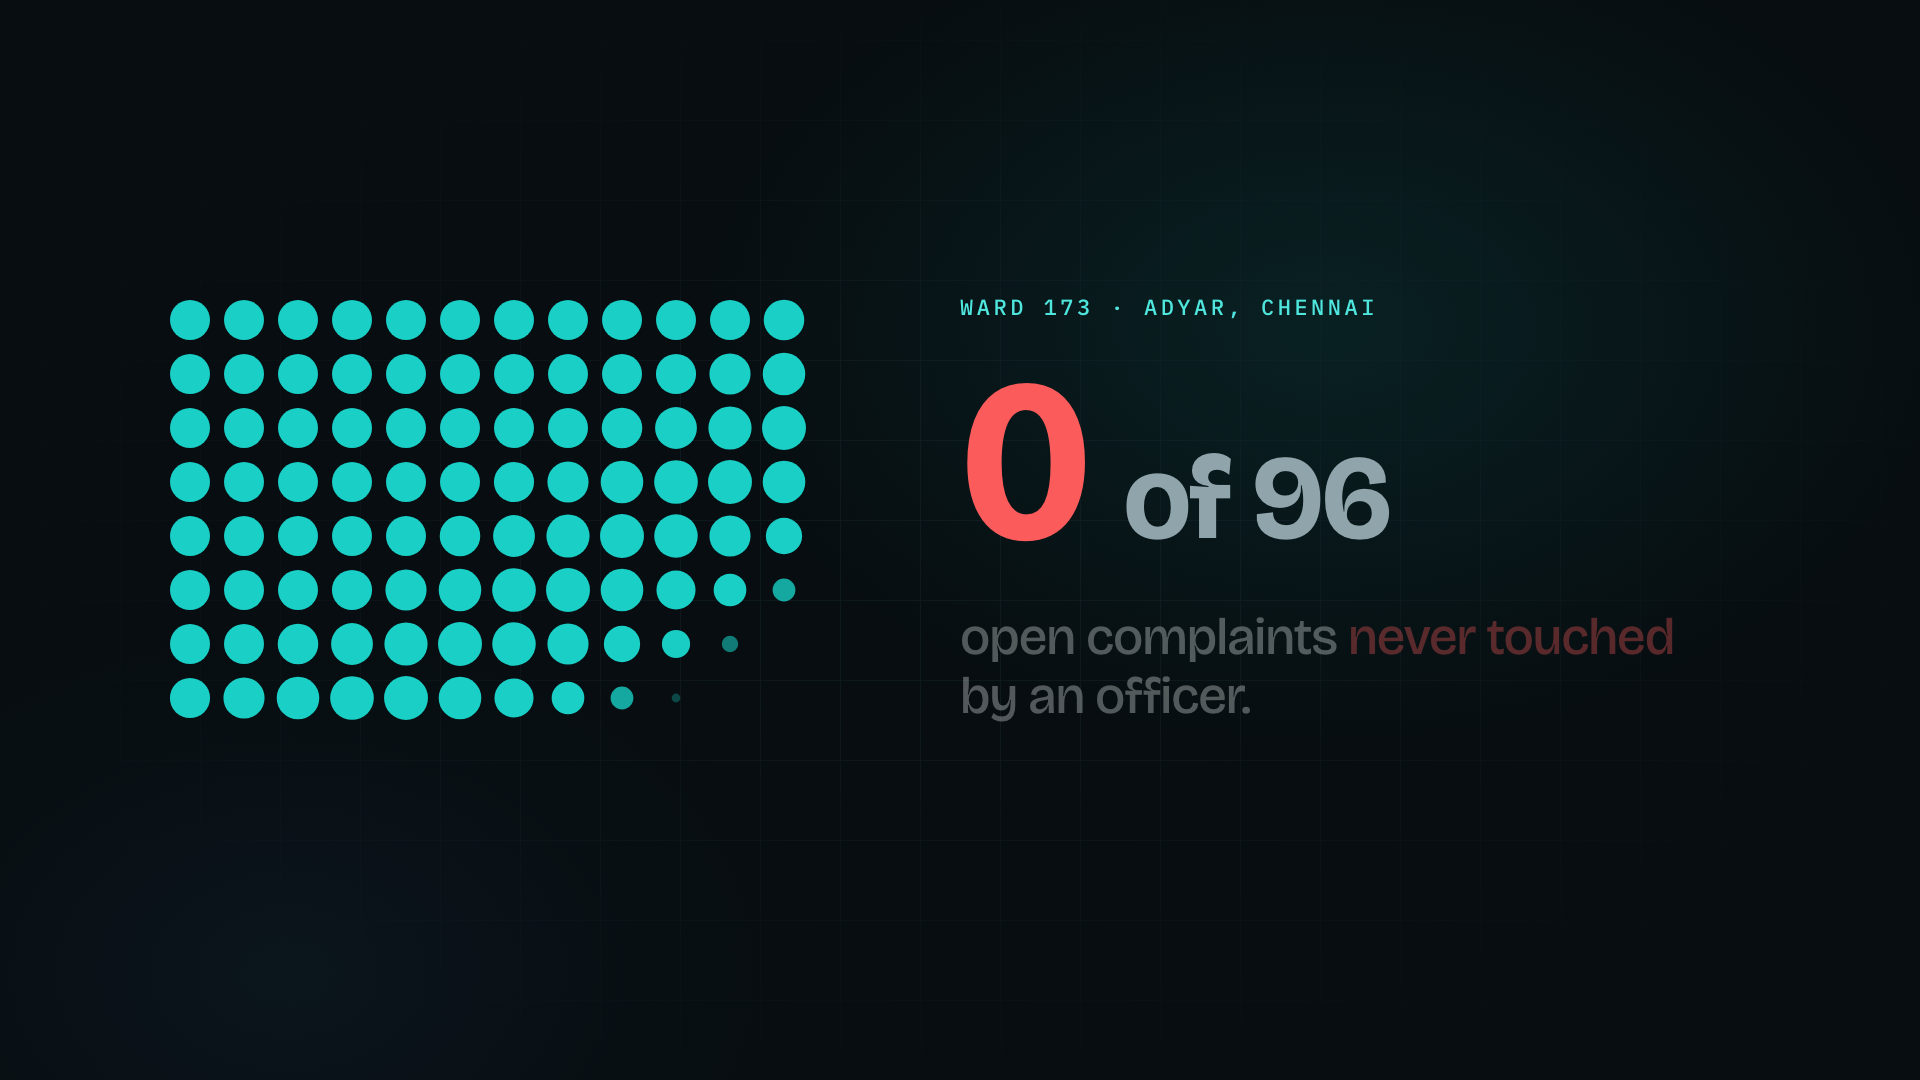 WARD 173 · ADYAR, CHENNAI
0 of 96
open complaints never touched
by an officer.